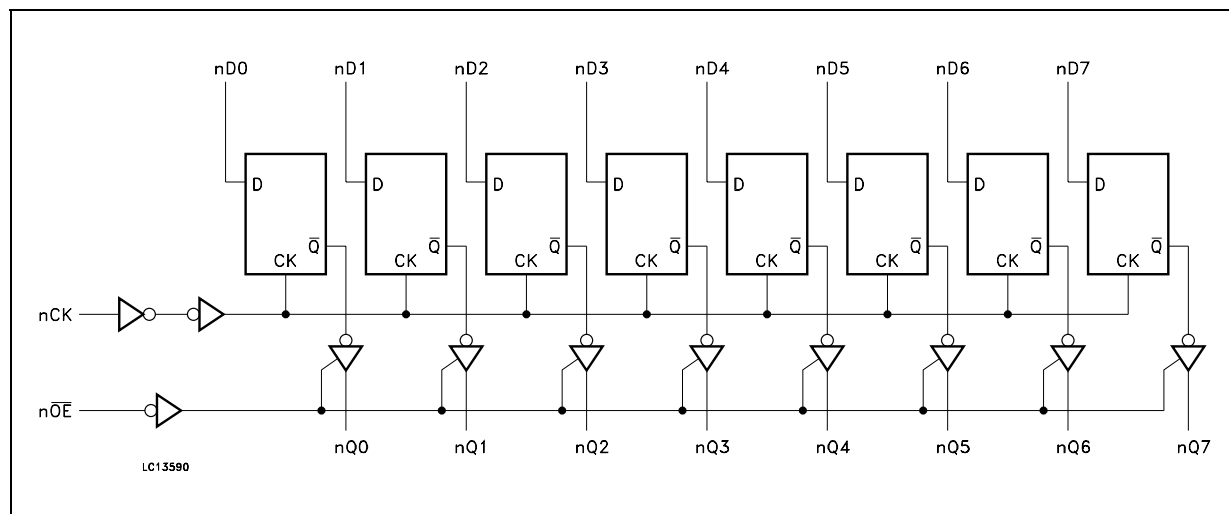 nD0 nD1 nD2 nD3 nD4 nD5 nD6 nD7
D D D D D D D D
Q̅ Q̅ Q̅ Q̅ Q̅ Q̅ Q̅ Q̅
CK CK CK CK CK CK CK CK
nCK
nO̅E̅
nQ0 nQ1 nQ2 nQ3 nQ4 nQ5 nQ6 nQ7
LC13590